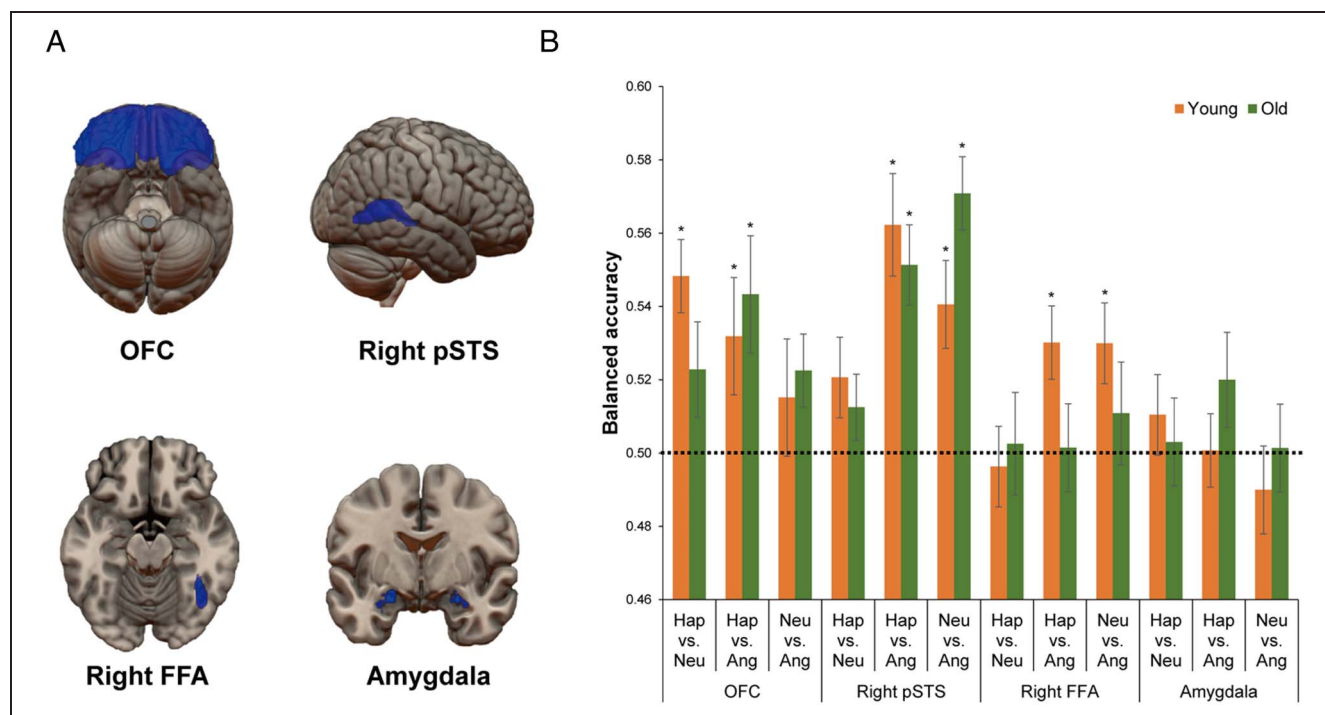 A
OFC
Right pSTS
Right FFA
Amygdala
B
Balanced accuracy
0.60
0.58
0.56
0.54
0.52
0.50
0.48
0.46
Young
Old
*
*
*
*
*
*
*
*
*
Hap vs. Neu
Hap vs. Ang
Neu vs. Ang
Hap vs. Neu
Hap vs. Ang
Neu vs. Ang
Hap vs. Neu
Hap vs. Ang
Neu vs. Ang
Hap vs. Neu
Hap vs. Ang
Neu vs. Ang
OFC
Right pSTS
Right FFA
Amygdala